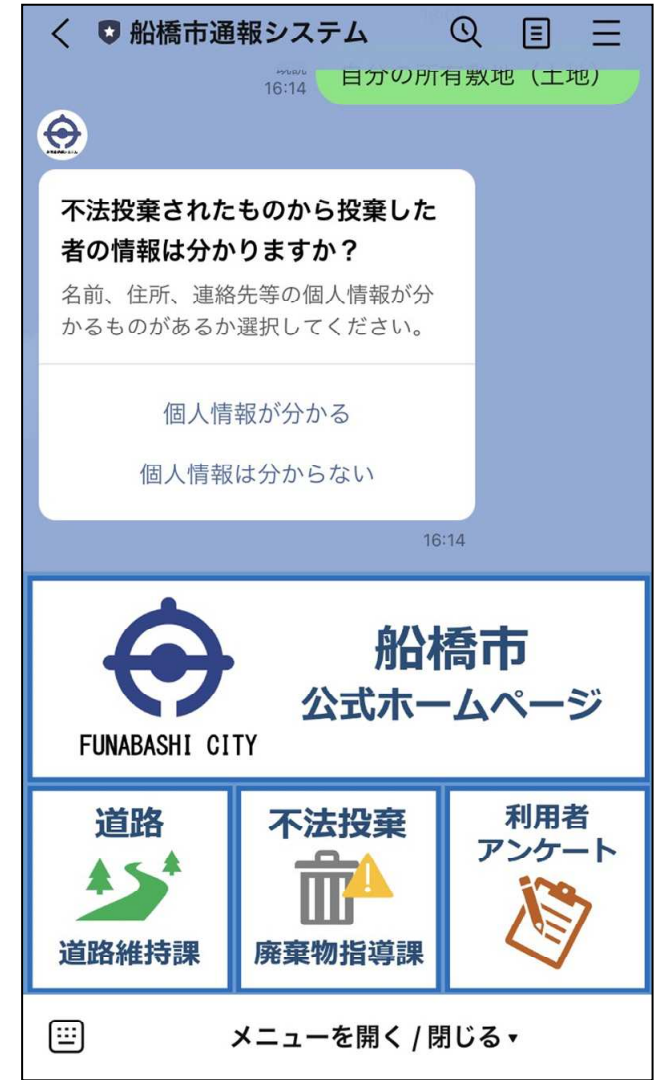 船橋市通報システム
16:14
自分の所有敷地（土地）
不法投棄されたものから投棄した
者の情報は分かりますか？
名前、住所、連絡先等の個人情報が分
かるものがあるか選択してください。
個人情報が分かる
個人情報は分からない
16:14
船橋市
公式ホームページ
FUNABASHI CITY
道路
道路維持課
不法投棄
廃棄物指導課
利用者
アンケート
メニューを開く / 閉じる ▾